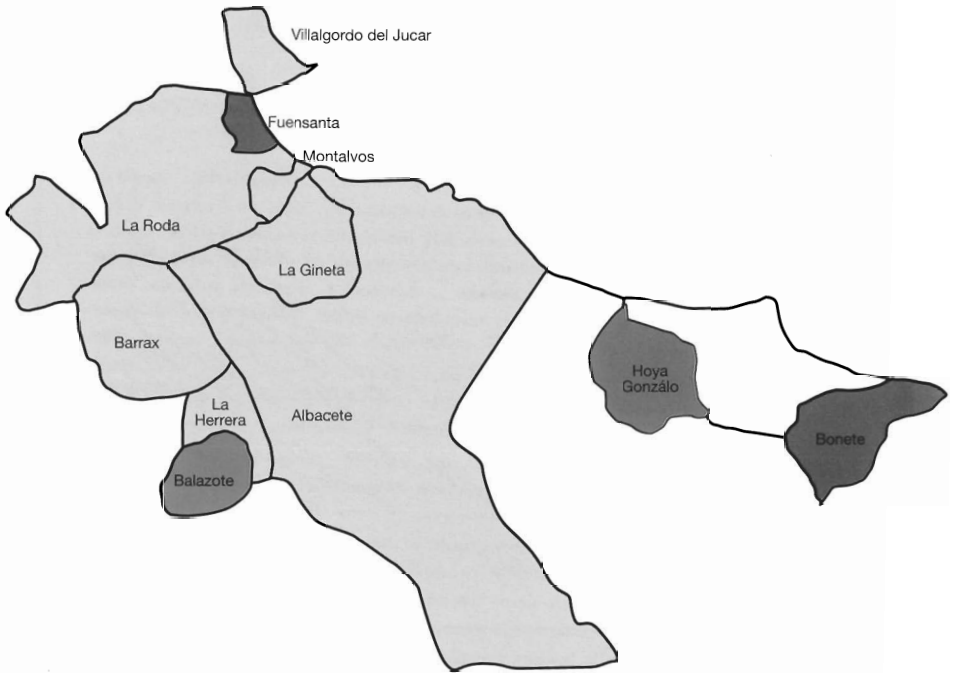 Villalgordo del Jucar
Fuensanta
Montalvos
La Roda
La Gineta
Barrax
Hoya
Gonzálo
La
Herrera
Albacete
Bonete
Balazote